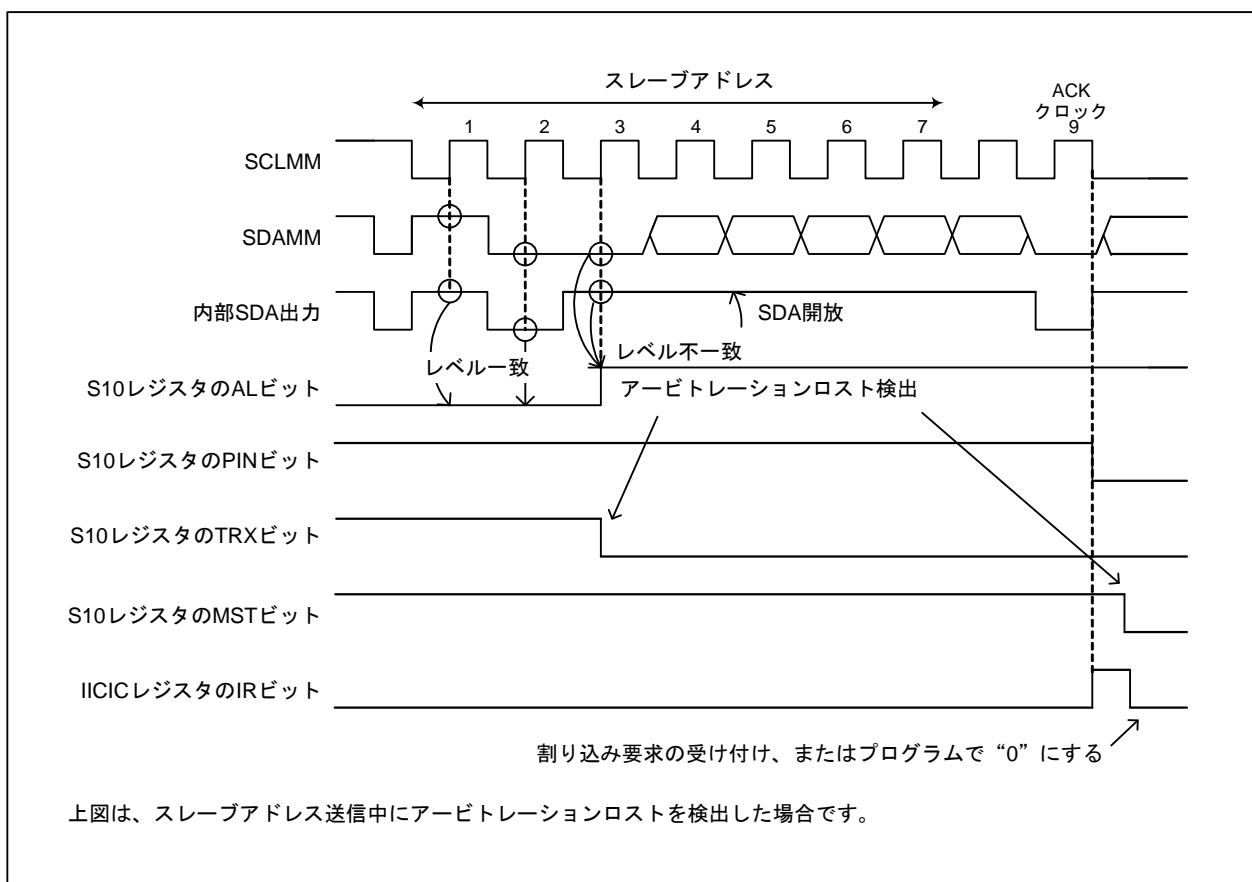 スレーブアドレス
ACK
クロック
1 2 3 4 5 6 7 9
SCLMM
SDAMM
内部SDA出力
SDA開放
レベル一致
レベル不一致
S10レジスタのALビット
アービトレーションロスト検出
S10レジスタのPINビット
S10レジスタのTRXビット
S10レジスタのMSTビット
IICICレジスタのIRビット
割り込み要求の受け付け、またはプログラムで“0”にする
上図は、スレーブアドレス送信中にアービトレーションロストを検出した場合です。